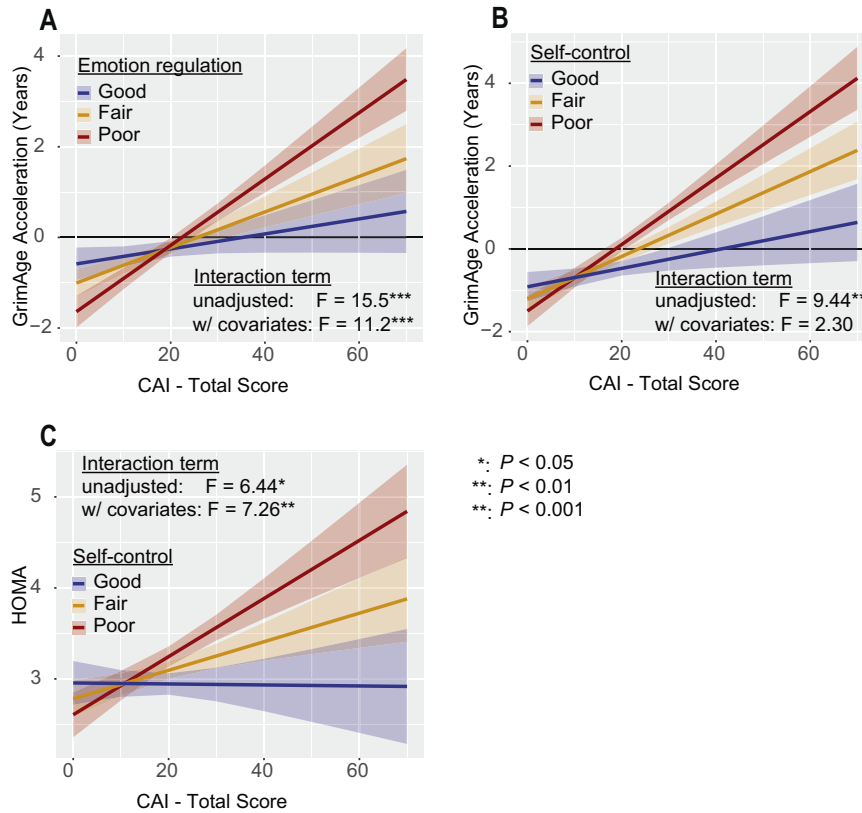 A
GrimAge Acceleration (Years)
4
2
0
−2
Emotion regulation
Good
Fair
Poor
Interaction term
unadjusted: F = 15.5***
w/ covariates: F = 11.2***
0
20
40
60
CAI - Total Score
B
GrimAge Acceleration (Years)
4
2
0
−2
Self-control
Good
Fair
Poor
Interaction term
unadjusted: F = 9.44**
w/ covariates: F = 2.30
0
20
40
60
CAI - Total Score
C
HOMA
5
4
3
Interaction term
unadjusted: F = 6.44*
w/ covariates: F = 7.26**
Self-control
Good
Fair
Poor
0
20
40
60
CAI - Total Score
*: P < 0.05
**: P < 0.01
**: P < 0.001